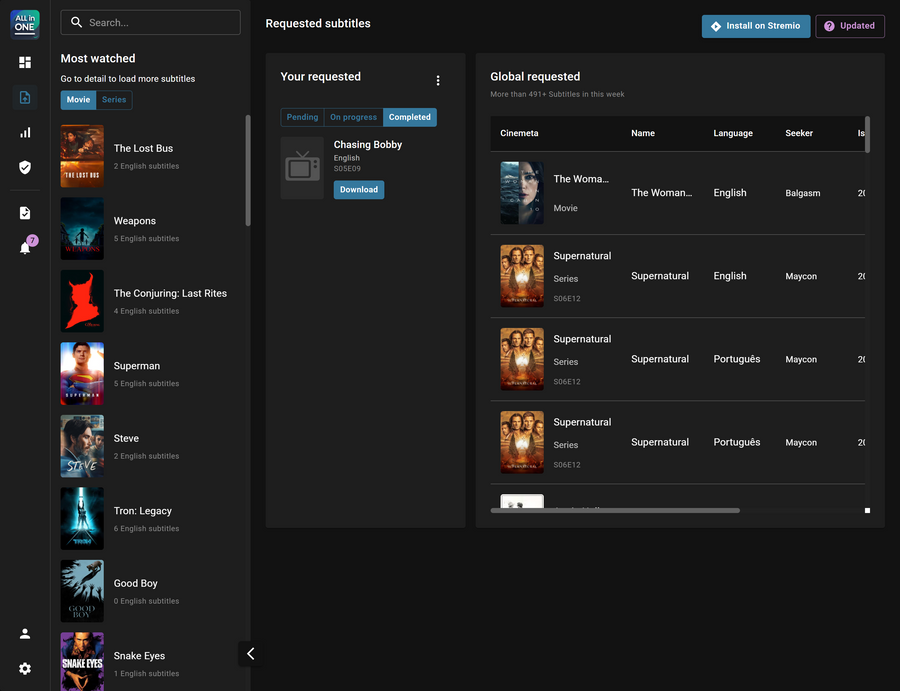 ALL in
ONE
Search...
Requested subtitles
Install on Stremio
Updated
Most watched
Go to detail to load more subtitles
Movie
Series
THE LOST BUS
The Lost Bus
2 English subtitles
WEAPONS
Weapons
5 English subtitles
The Conjuring: Last Rites
4 English subtitles
SUPERMAN
Superman
5 English subtitles
STEVE
Steve
2 English subtitles
TRON
Tron: Legacy
6 English subtitles
GOOD
BOY
Good Boy
0 English subtitles
SNAKE EYES
Snake Eyes
1 English subtitles
7
Your requested
Pending
On progress
Completed
Chasing Bobby
English
S05E09
Download
Global requested
More than 491+ Subtitles in this week
Cinemeta
Name
Language
Seeker
Is
The Woma...
Movie
The Woman...
English
Balgasm
20
Supernatural
Series
S06E12
Supernatural
English
Maycon
20
Supernatural
Series
S06E12
Supernatural
Português
Maycon
20
Supernatural
Series
S06E12
Supernatural
Português
Maycon
20